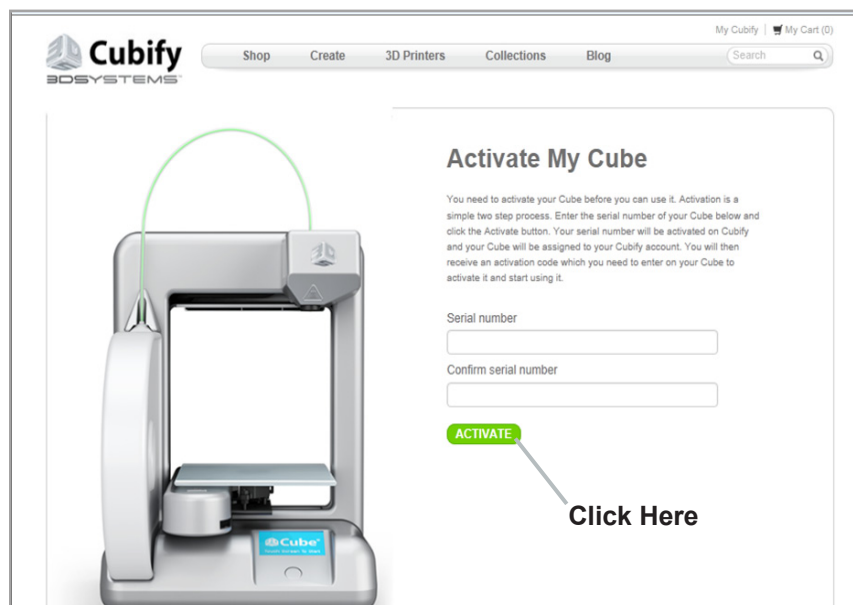 My Cubify
My Cart (0)
Cubify
3DSYSTEMS
Shop Create 3D Printers Collections Blog
Search
Activate My Cube
You need to activate your Cube before you can use it. Activation is a
simple two step process. Enter the serial number of your Cube below and
click the Activate button. Your serial number will be activated on Cubify
and your Cube will be assigned to your Cubify account. You will then
receive an activation code which you need to enter on your Cube to
activate it and start using it.
Serial number
Confirm serial number
ACTIVATE
Click Here
Cube
Touch Screen To Start